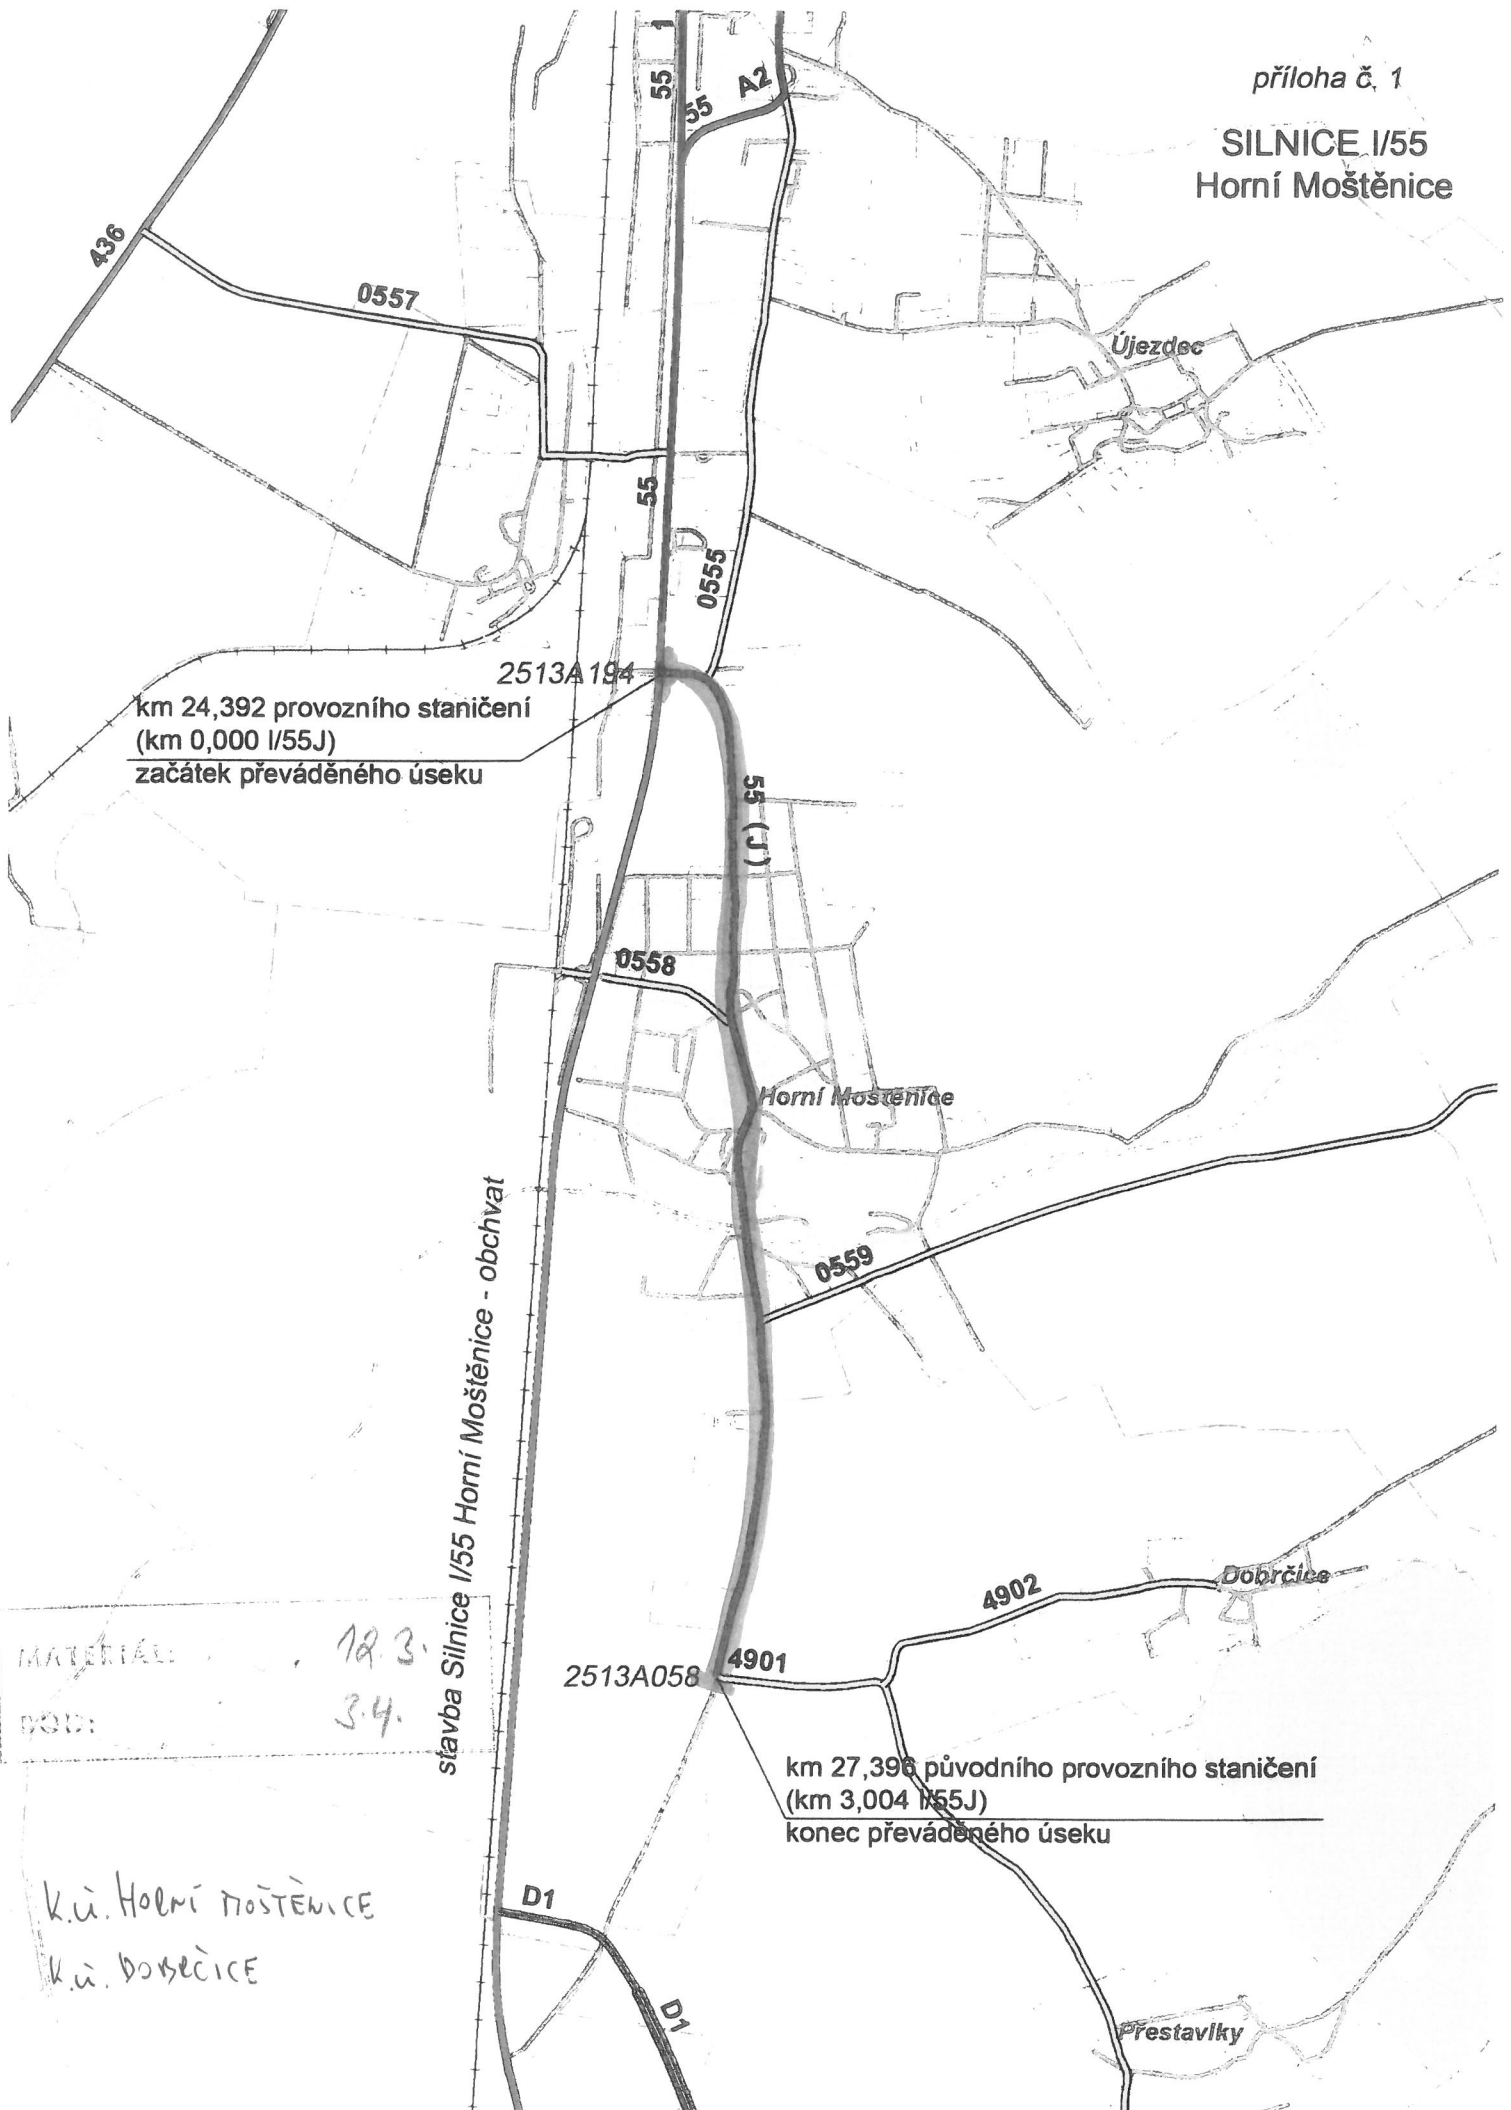 příloha č. 1
SILNICE I/55
Horní Moštěnice
1
55
A2
55
436
0557
Újezdec
55
0555
2513A194
km 24,392 provozního staničení
(km 0,000 I/55J)
začátek převáděného úseku
55 (J)
0558
Horní Moštěnice
0559
stavba Silnice I/55 Horní Moštěnice - obchvat
4902
Dobrčice
MATERIÁL: 12.3.
BOD: 3.4.
2513A058
4901
km 27,396 původního provozního staničení
(km 3,004 I/55J)
konec převáděného úseku
K.ú. HORNÍ MOŠTĚNICE
K.ú. DOBRČICE
D1
D1
Přestavlky